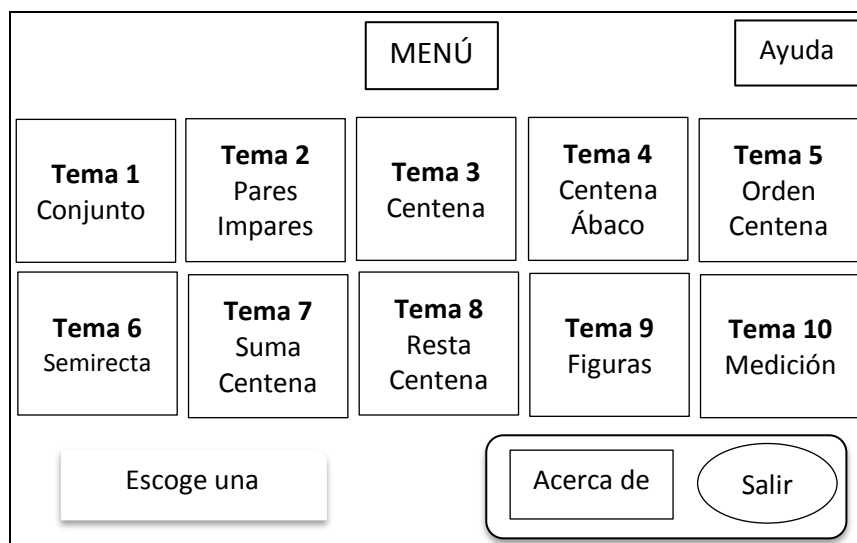 MENÚ
Ayuda
Tema 1
Conjunto
Tema 2
Pares
Impares
Tema 3
Centena
Tema 4
Centena
Ábaco
Tema 5
Orden
Centena
Tema 6
Semirecta
Tema 7
Suma
Centena
Tema 8
Resta
Centena
Tema 9
Figuras
Tema 10
Medición
Escoge una
Acerca de
Salir